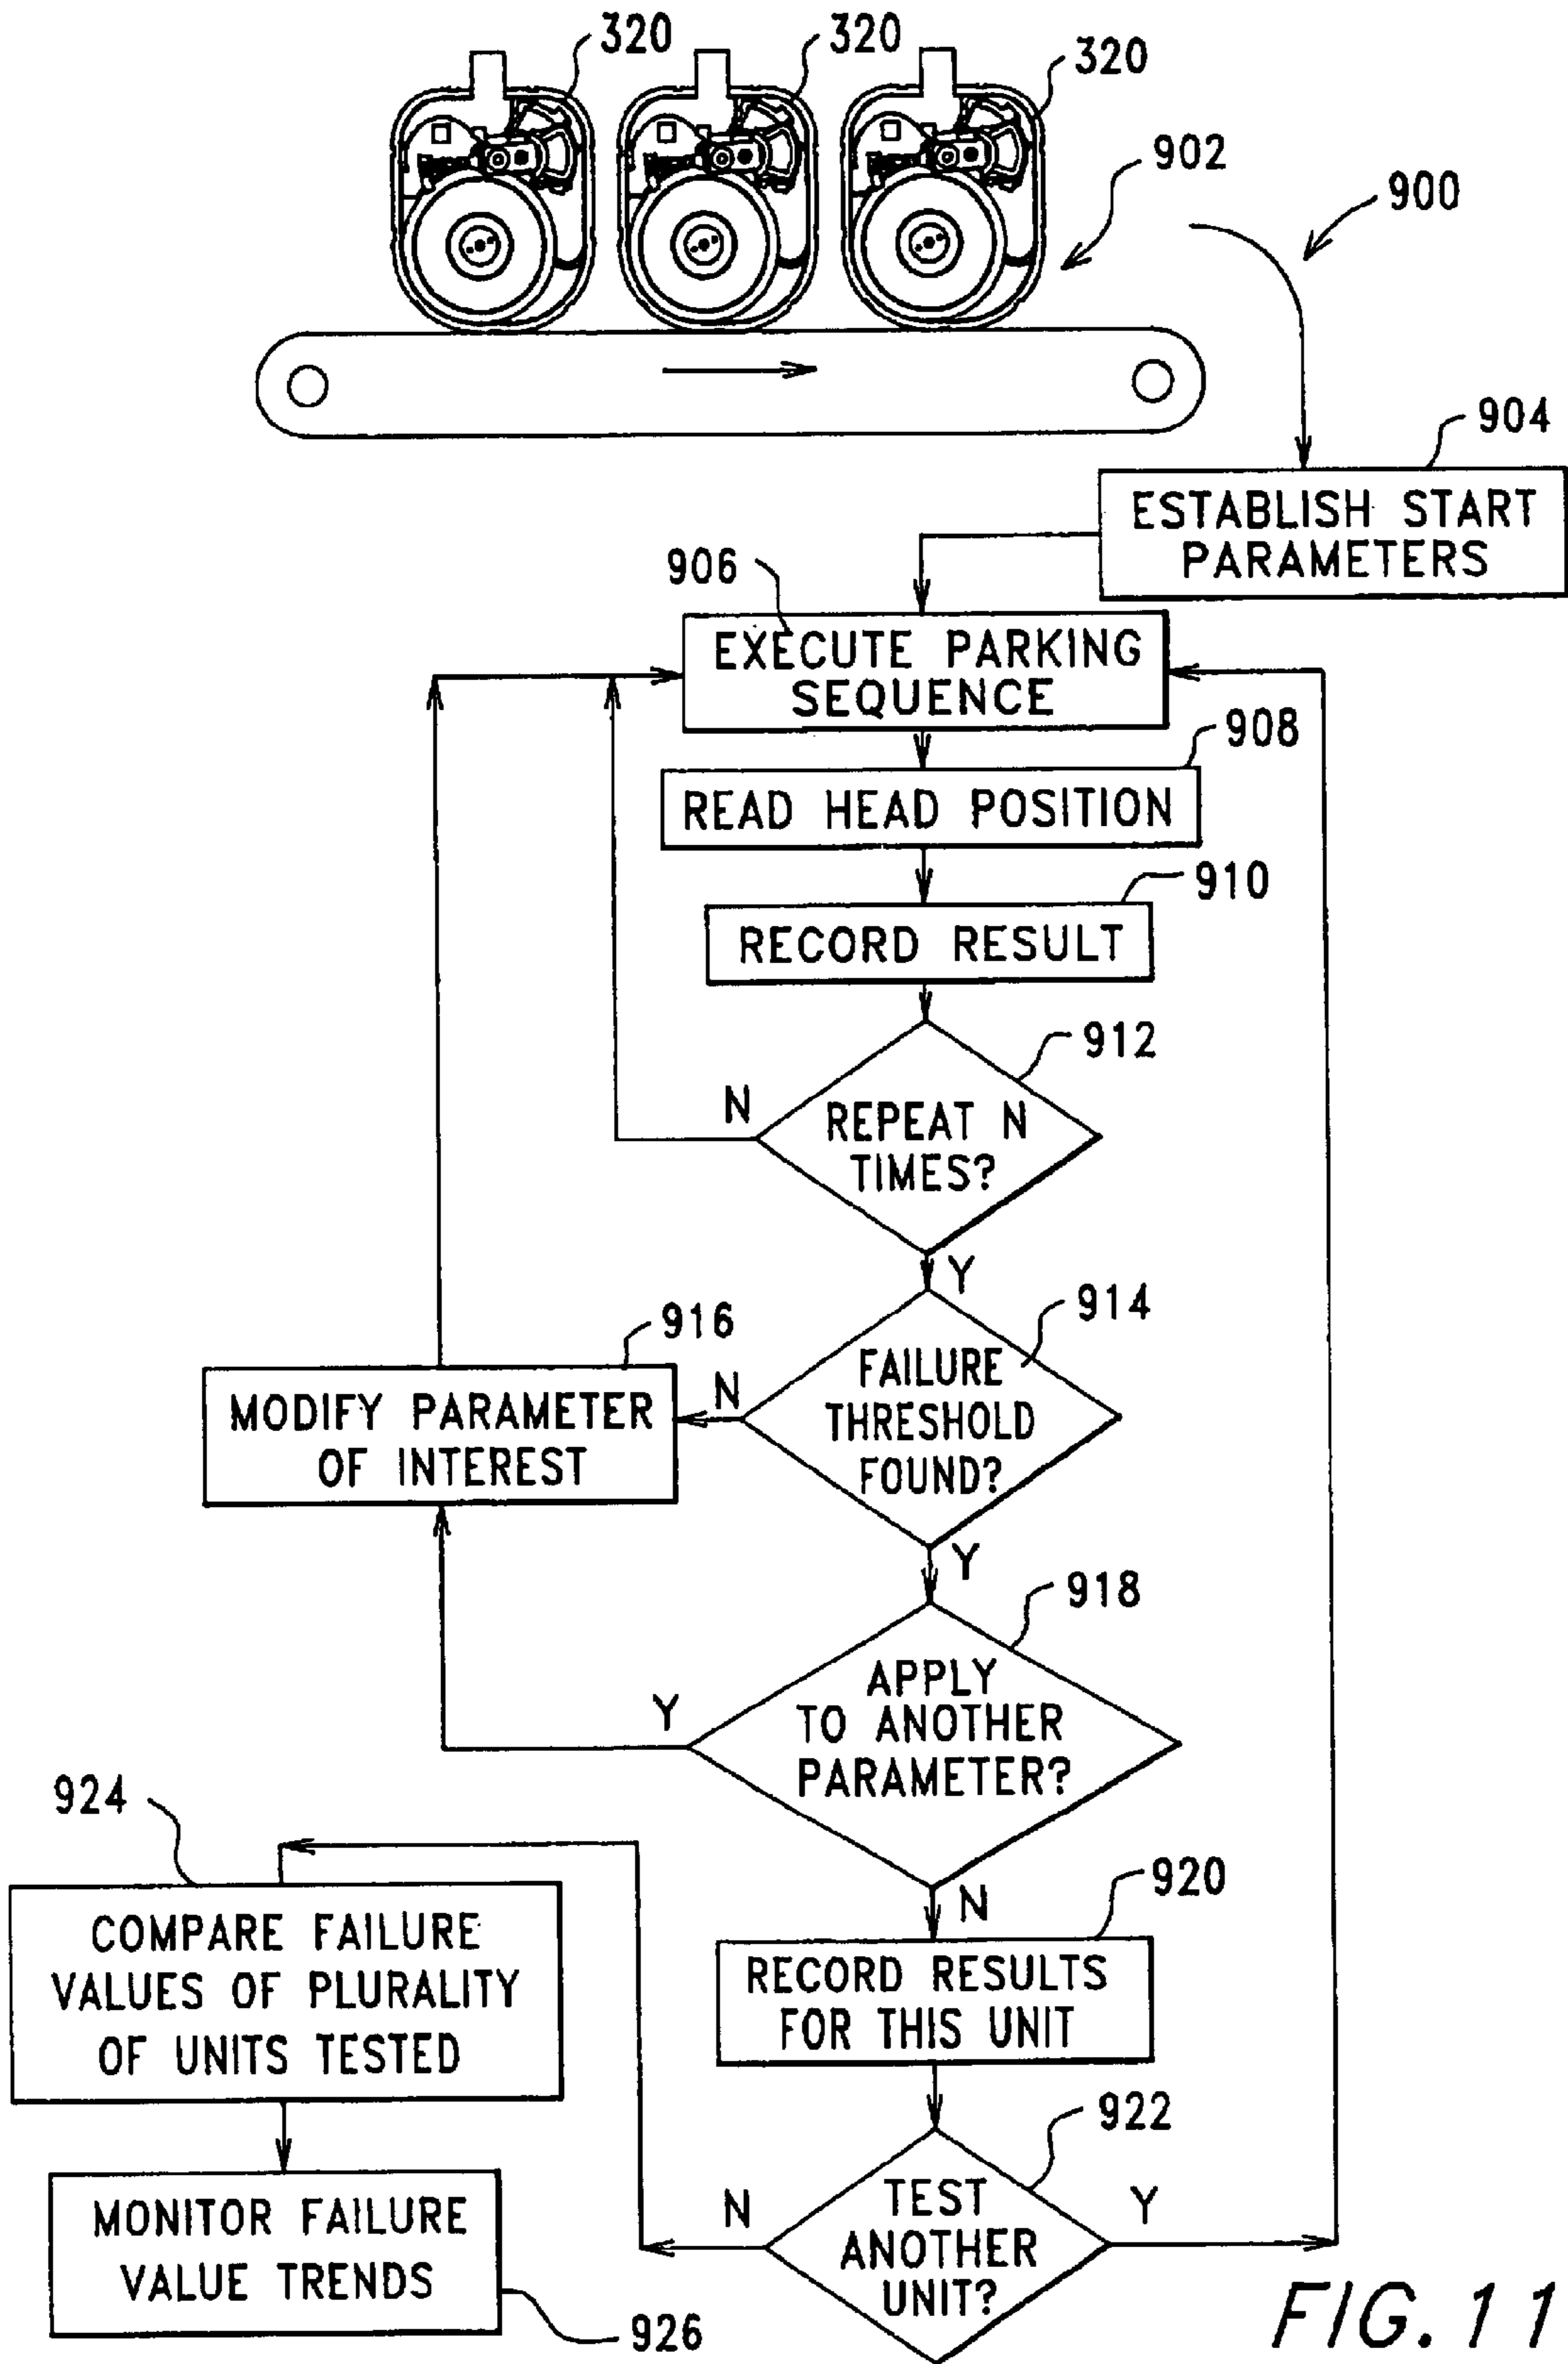 320
320
320
902
900
904
ESTABLISH START
PARAMETERS
906
EXECUTE PARKING
SEQUENCE
908
READ HEAD POSITION
910
RECORD RESULT
912
N
REPEAT N
TIMES?
Y
914
916
FAILURE
THRESHOLD
FOUND?
N
MODIFY PARAMETER
OF INTEREST
Y
918
APPLY
TO ANOTHER
PARAMETER?
Y
924
N
920
COMPARE FAILURE
VALUES OF PLURALITY
OF UNITS TESTED
RECORD RESULTS
FOR THIS UNIT
922
TEST
ANOTHER
UNIT?
N
Y
MONITOR FAILURE
VALUE TRENDS
926
FIG. 11